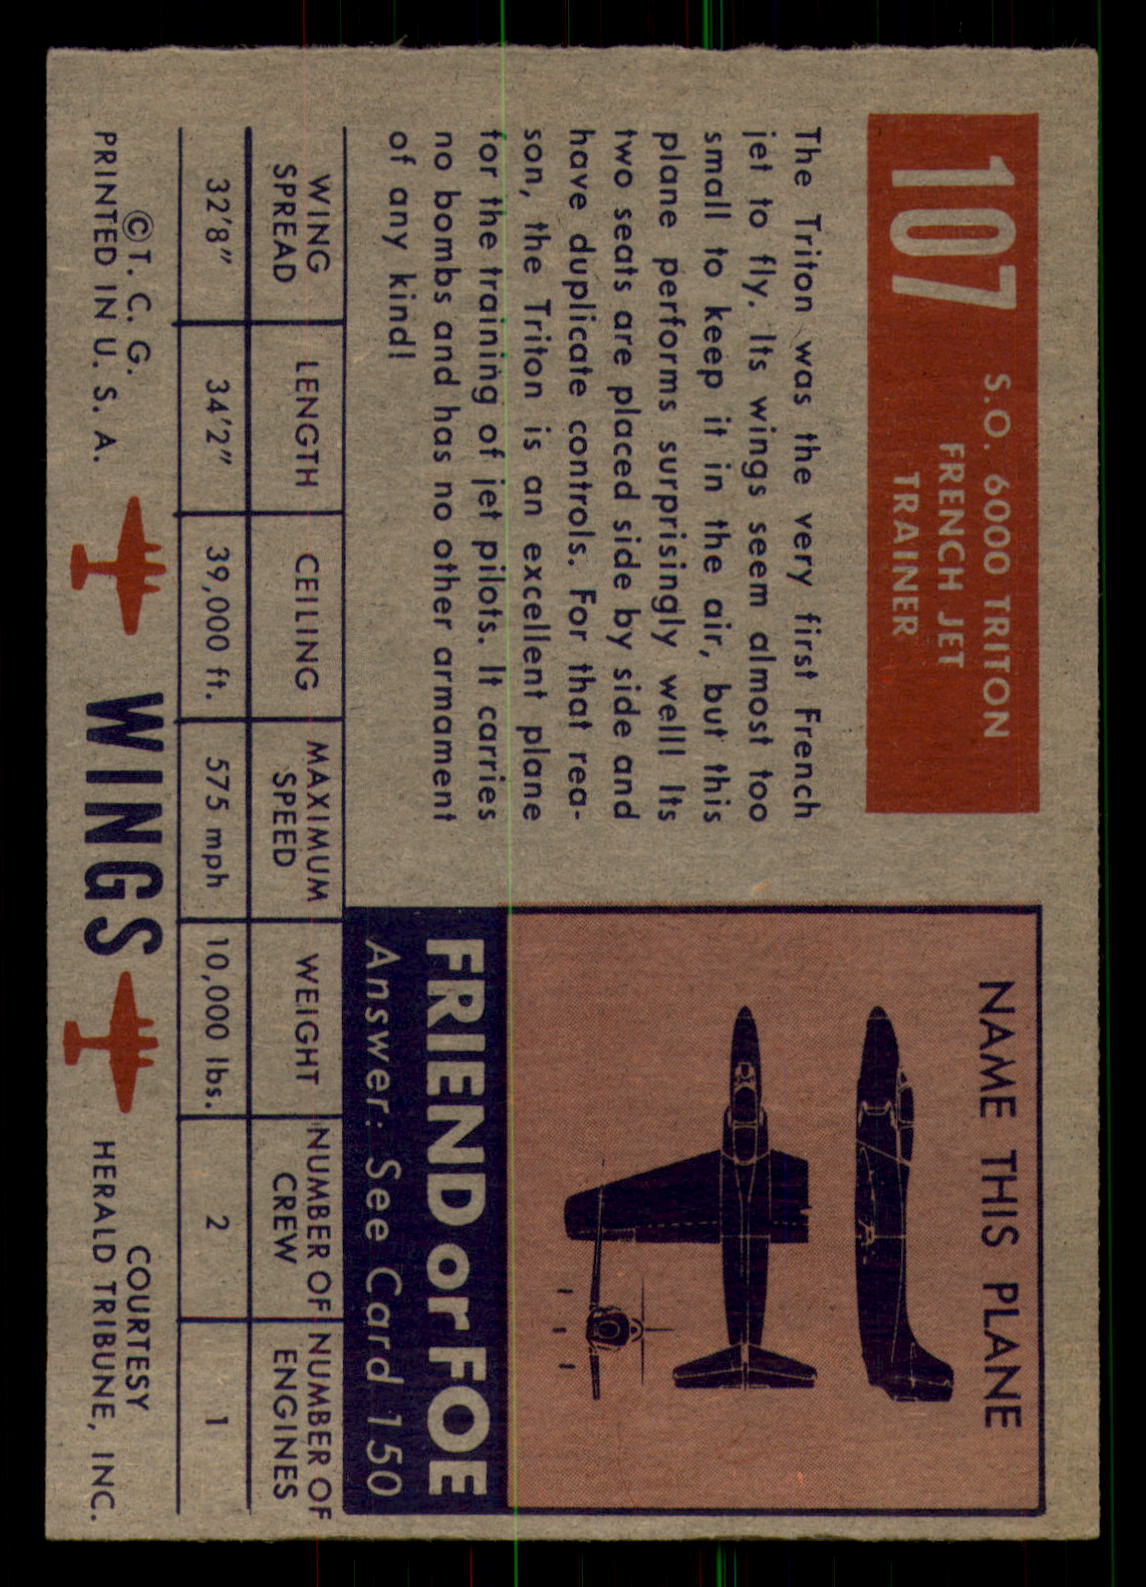 107
S.O. 6000 TRITON
FRENCH JET
TRAINER
The Triton was the very first French
jet to fly. Its wings seem almost too
small to keep it in the air, but this
plane performs surprisingly well! Its
two seats are placed side by side and
have duplicate controls. For that rea-
son, the Triton is an excellent plane
for the training of jet pilots. It carries
no bombs and has no other armament
of any kind!
NAME THIS PLANE
FRIEND or FOE
Answer: See Card 150
WING SPREAD LENGTH CEILING MAXIMUM SPEED WEIGHT NUMBER OF CREW NUMBER OF ENGINES
32'8" 34'2" 39,000 ft. 575 mph 10,000 lbs. 2 1
©T. C. G.
PRINTED IN U. S. A.
WINGS
COURTESY
HERALD TRIBUNE, INC.